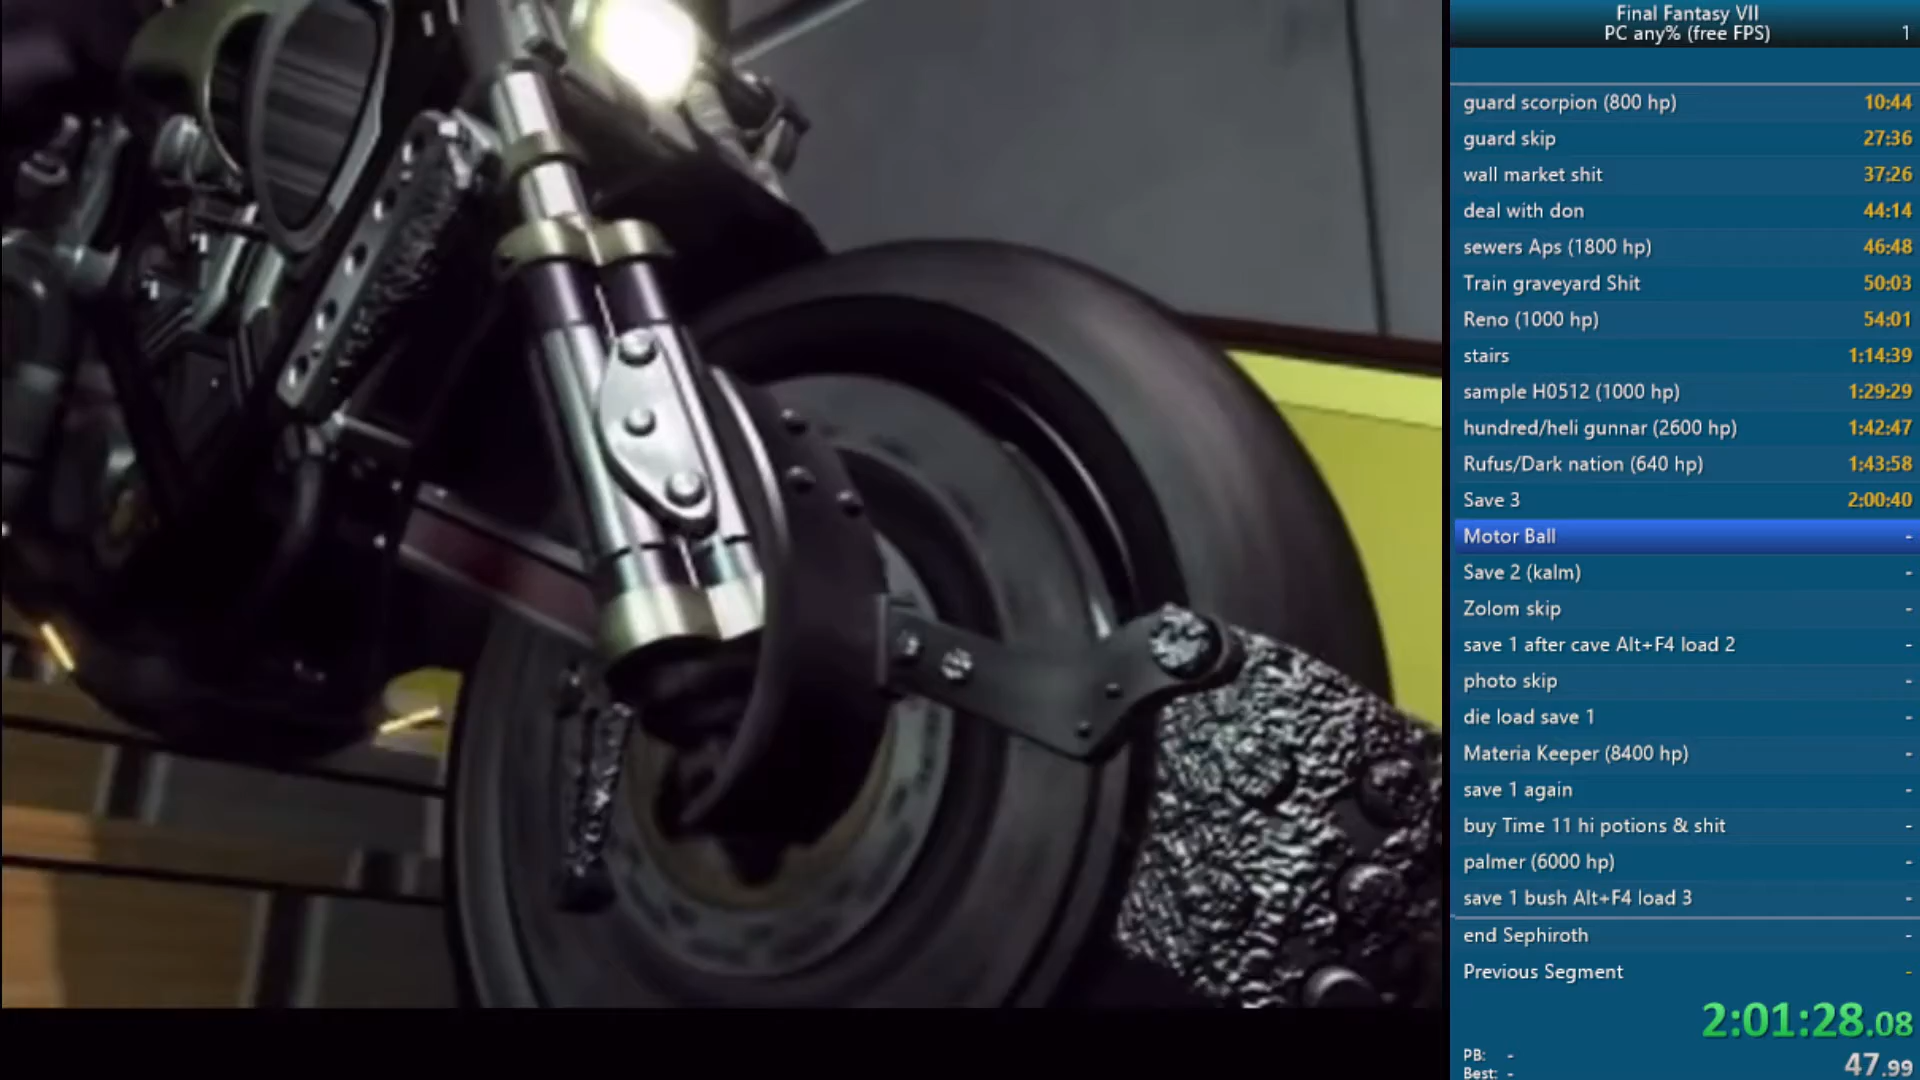 Final Fantasy VII
PC any% (free FPS) 1
guard scorpion (800 hp) 10:44
guard skip 27:36
wall market shit 37:26
deal with don 44:14
sewers Aps (1800 hp) 46:48
Train graveyard Shit 50:03
Reno (1000 hp) 54:01
stairs 1:14:39
sample H0512 (1000 hp) 1:29:29
hundred/heli gunnar (2600 hp) 1:42:47
Rufus/Dark nation (640 hp) 1:43:58
Save 3 2:00:40
Motor Ball -
Save 2 (kalm) -
Zolom skip -
save 1 after cave Alt+F4 load 2 -
photo skip -
die load save 1 -
Materia Keeper (8400 hp) -
save 1 again -
buy Time 11 hi potions & shit -
palmer (6000 hp) -
save 1 bush Alt+F4 load 3 -
end Sephiroth -
Previous Segment -
2:01:28.08
PB: -
Best: - 47.99